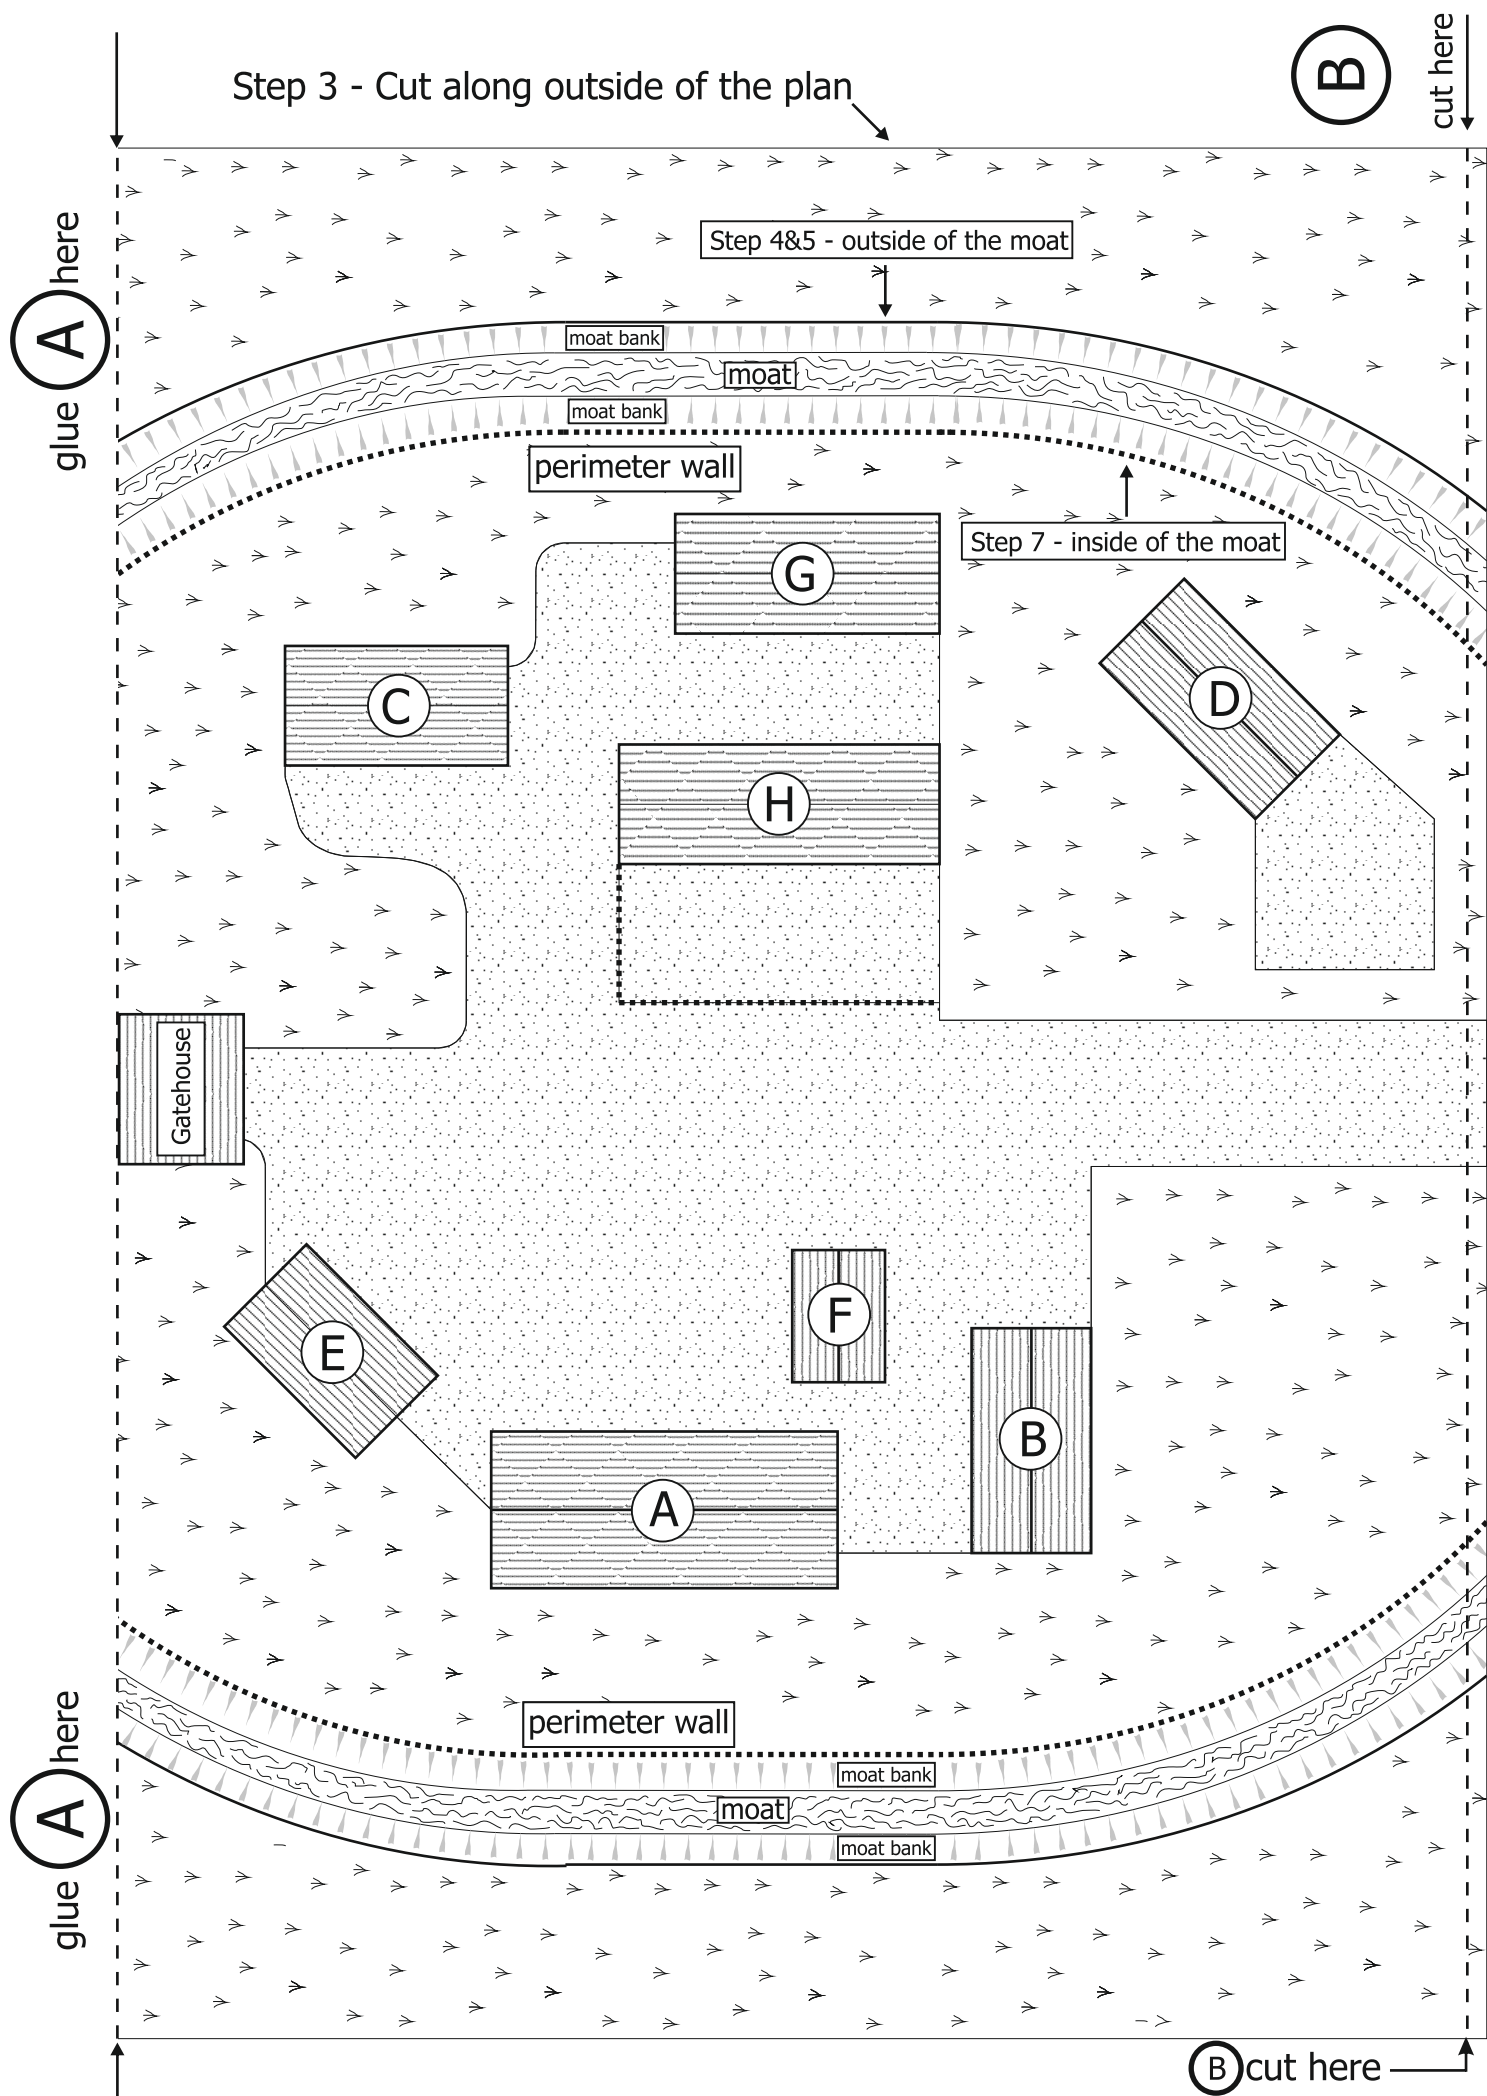 Step 3 - Cut along outside of the plan
B
cut here
glue A here
Step 4&5 - outside of the moat
moat bank
moat
moat bank
perimeter wall
Step 7 - inside of the moat
G
C
D
H
Gatehouse
E
F
B
A
perimeter wall
moat bank
moat
moat bank
glue A here
B cut here